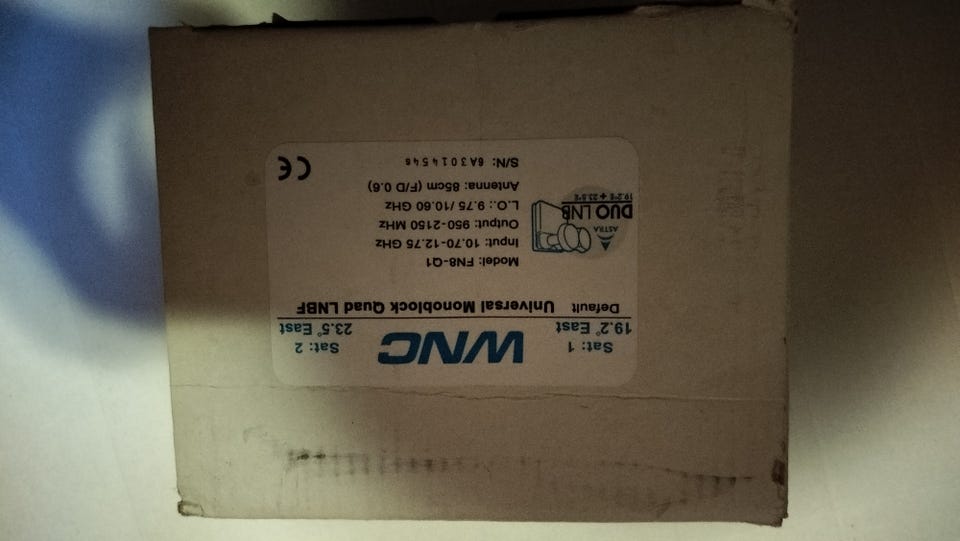 Sat: 1
19.2° East
Default
WNC
Sat: 2
23.5° East
Universal Monoblock Quad LNBF
Model: FN8-Q1
Input: 10.70-12.75 GHz
Output: 950-2150 MHz
L.O.: 9.75 /10.60 GHz
Antenna: 85cm (F/D 0.6)
S/N: 6A3014546
CE
ASTRA
DUO LNB
19.2°E + 23.5°E